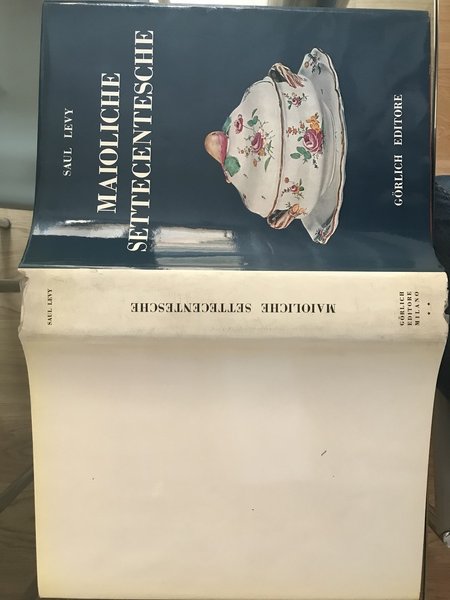 SAUL LEVY
MAIOLICHE
SETTECENTESCHE
GÖRLICH EDITORE
SAUL LEVY
MAIOLICHE SETTECENTESCHE
GÖRLICH
EDITORE
MILANO
**